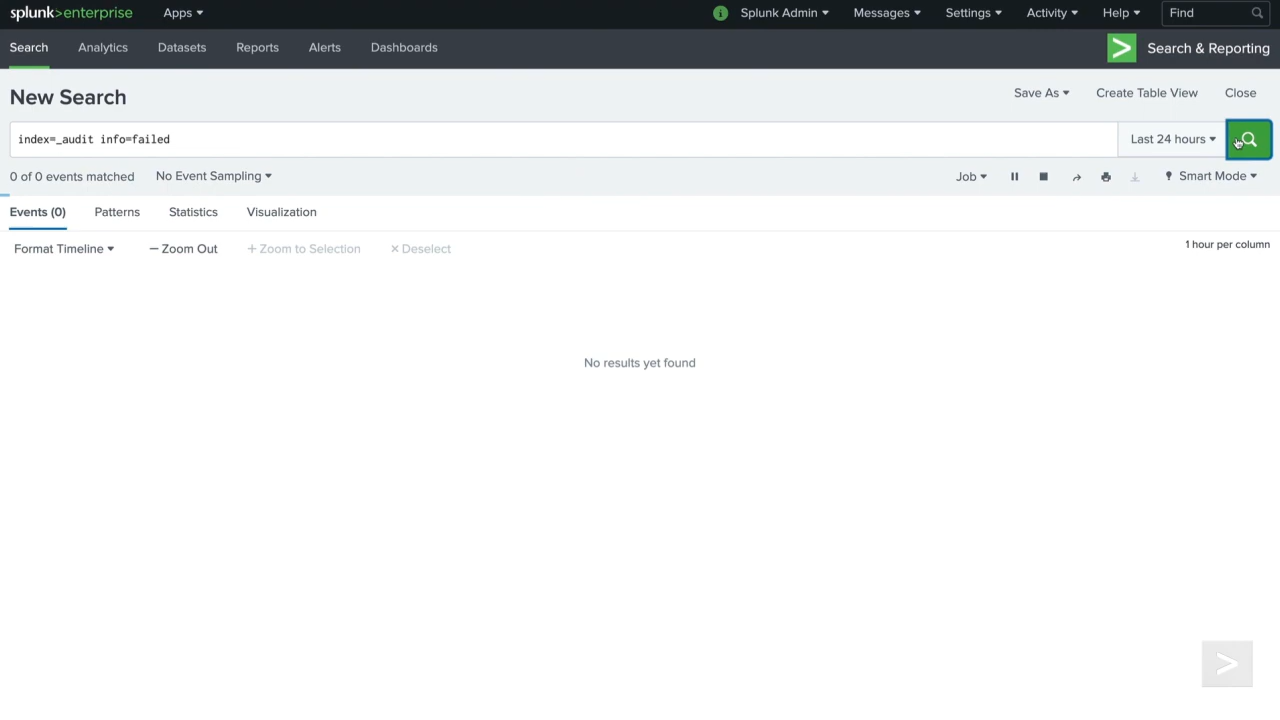 splunk>enterprise Apps Splunk Admin Messages Settings Activity Help Find
Search Analytics Datasets Reports Alerts Dashboards Search & Reporting
New Search Save As Create Table View Close
index=_audit info=failed Last 24 hours
0 of 0 events matched No Event Sampling Job Smart Mode
Events (0) Patterns Statistics Visualization
Format Timeline – Zoom Out + Zoom to Selection × Deselect 1 hour per column
No results yet found